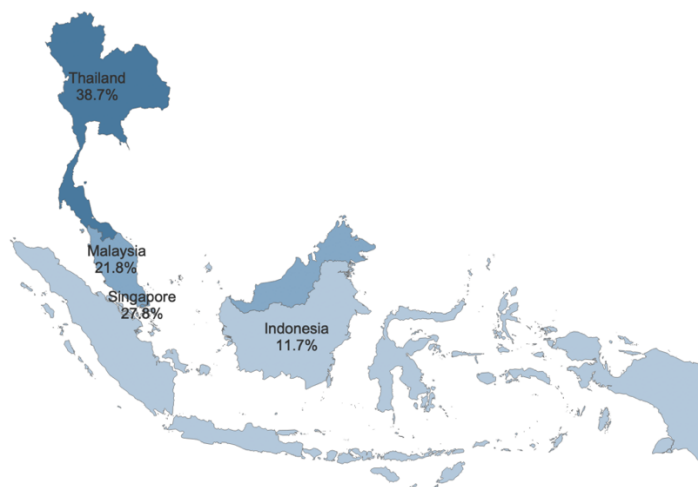 Thailand
38.7%
Malaysia
21.8%
Singapore
27.8%
Indonesia
11.7%